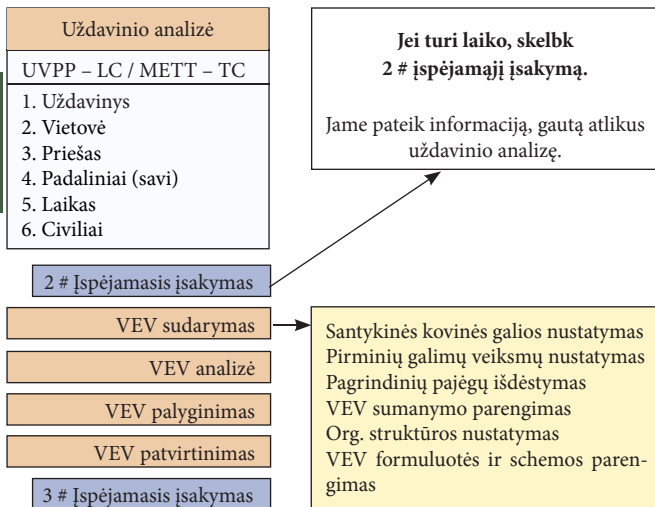 Uždavinio analizė
UVPP – LC / METT – TC
1. Uždavinys
2. Vietovė
3. Priešas
4. Padaliniai (savi)
5. Laikas
6. Civiliai
Jei turi laiko, skelbk
2 # įspėjamąjį įsakymą.
Jame pateik informaciją, gautą atlikus
uždavinio analizę.
2 # Įspėjamasis įsakymas
VEV sudarymas
VEV analizė
VEV palyginimas
VEV patvirtinimas
3 # Įspėjamasis įsakymas
Santykinės kovinės galios nustatymas
Pirminių galimų veiksmų nustatymas
Pagrindinių pajėgų išdėstymas
VEV sumanymo parengimas
Org. struktūros nustatymas
VEV formuluotės ir schemos paren-
gimas